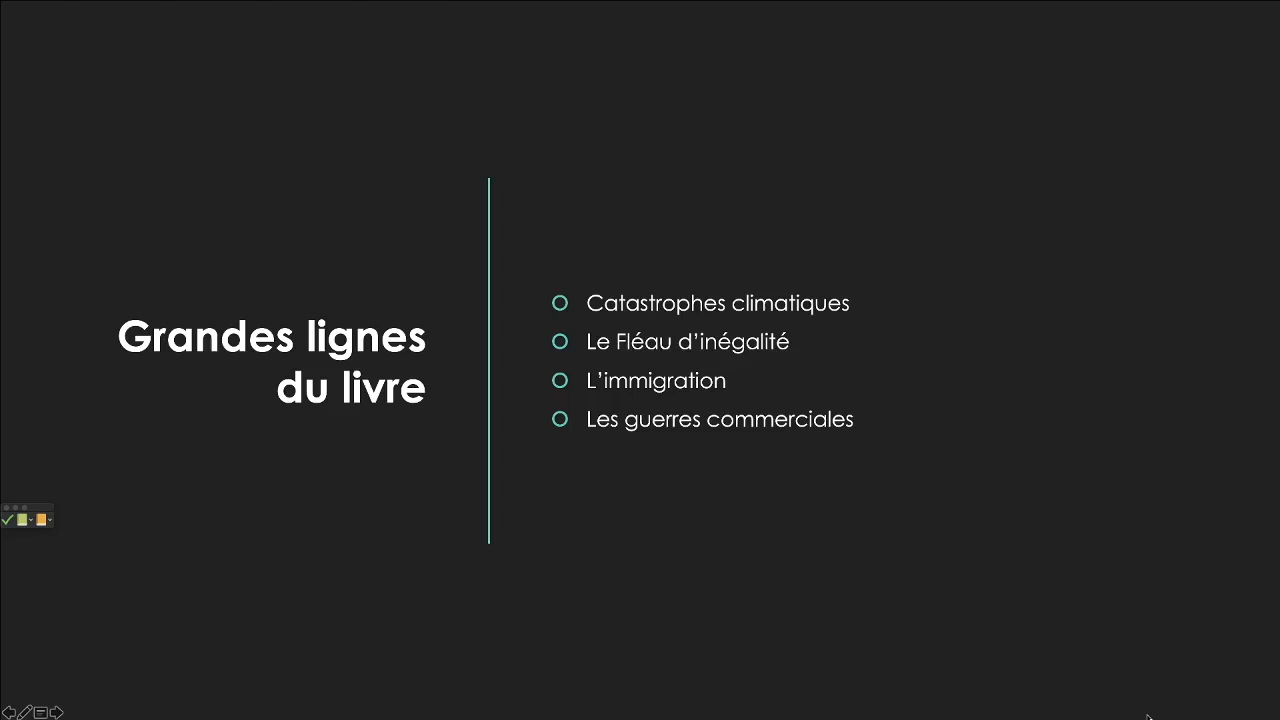 Grandes lignes
du livre
Catastrophes climatiques
Le Fléau d’inégalité
L’immigration
Les guerres commerciales